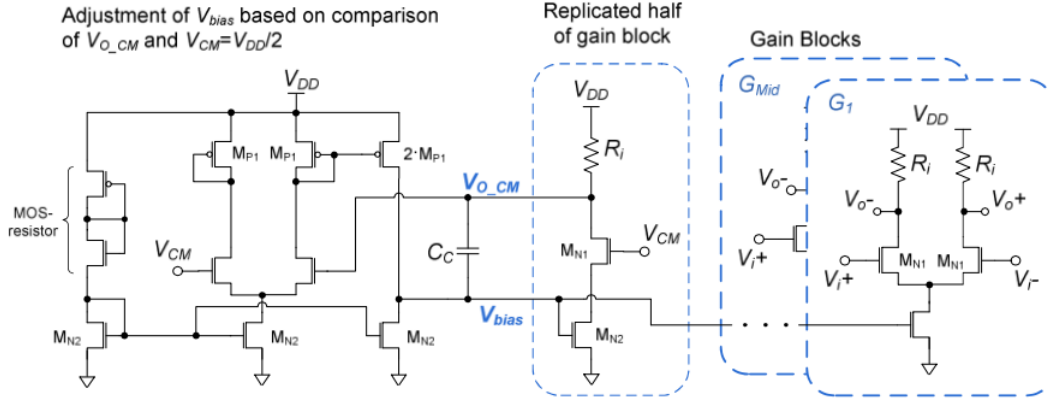 Adjustment of Vbias based on comparison
of VO_CM and VCM=VDD/2
Replicated half
of gain block
Gain Blocks
VDD
MP1 MP1 2·MP1
MOS-
resistor
VCM
VO_CM
CC
Vbias
MN2 MN2 MN2
VDD
Ri
MN1 VCM
MN2
GMid
Vo-
Vi+
G1
VDD
Ri Ri
Vo- Vo+
MN1 MN1
Vi+ Vi-